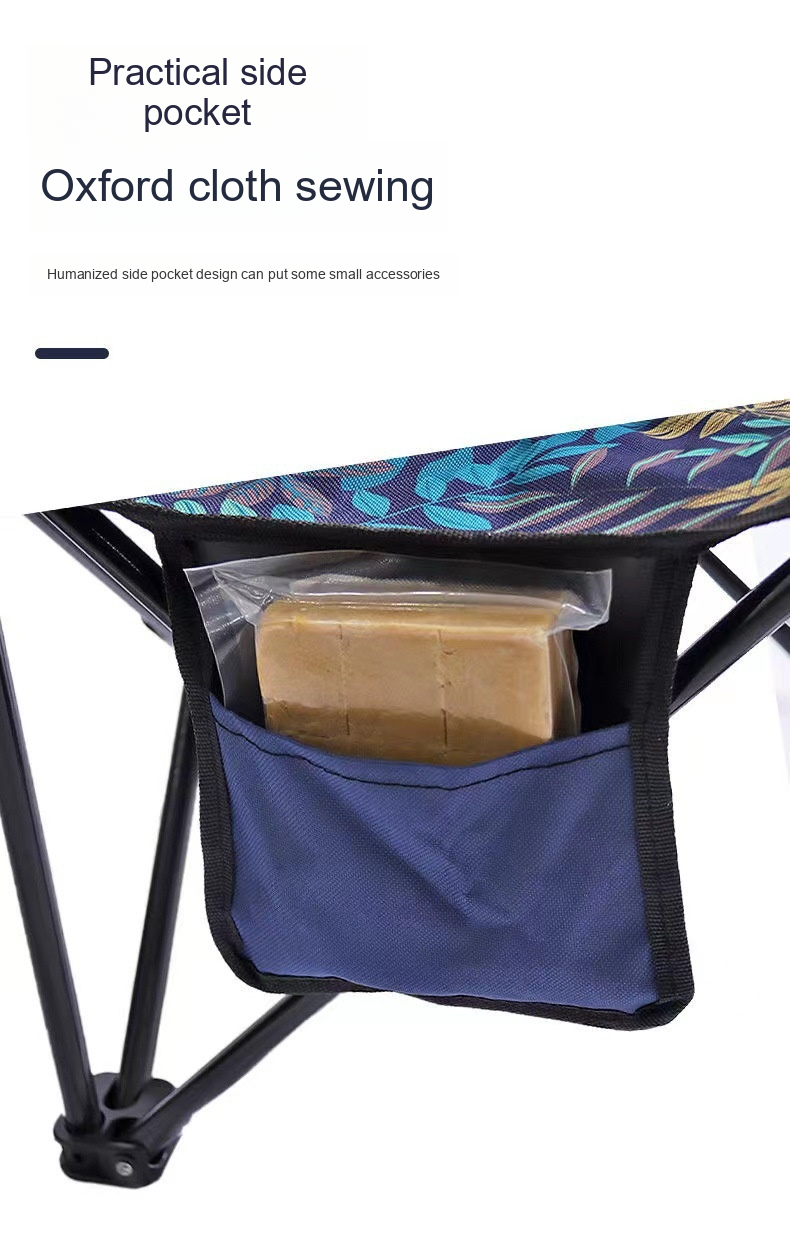 Practical side
pocket
Oxford cloth sewing
Humanized side pocket design can put some small accessories